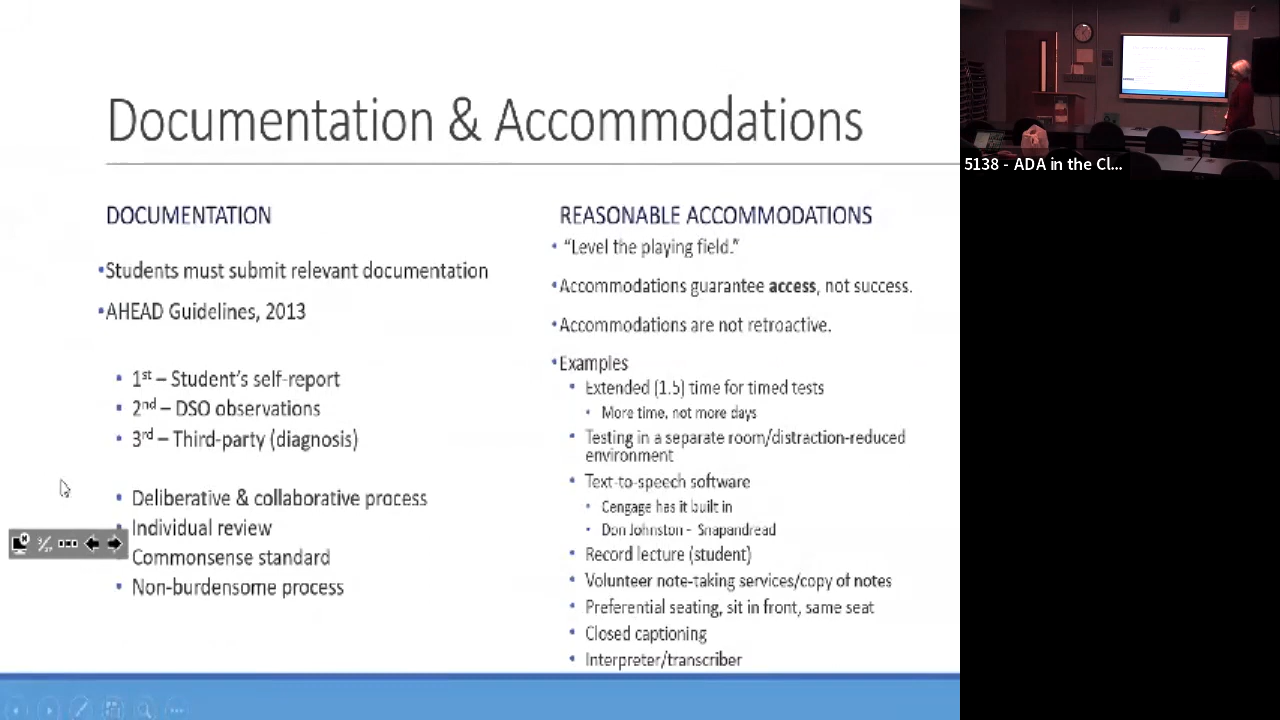 Documentation & Accommodations
DOCUMENTATION
•Students must submit relevant documentation
•AHEAD Guidelines, 2013
• 1st – Student’s self-report
• 2nd – DSO observations
• 3rd – Third-party (diagnosis)
• Deliberative & collaborative process
• Individual review
Commonsense standard
• Non-burdensome process
REASONABLE ACCOMMODATIONS
• “Level the playing field.”
•Accommodations guarantee access, not success.
•Accommodations are not retroactive.
•Examples
• Extended (1.5) time for timed tests
• More time, not more days
• Testing in a separate room/distraction-reduced
environment
• Text-to-speech software
• Cengage has it built in
• Don Johnston - Snapandread
• Record lecture (student)
• Volunteer note-taking services/copy of notes
• Preferential seating, sit in front, same seat
• Closed captioning
• Interpreter/transcriber
5138 - ADA in the Cl...